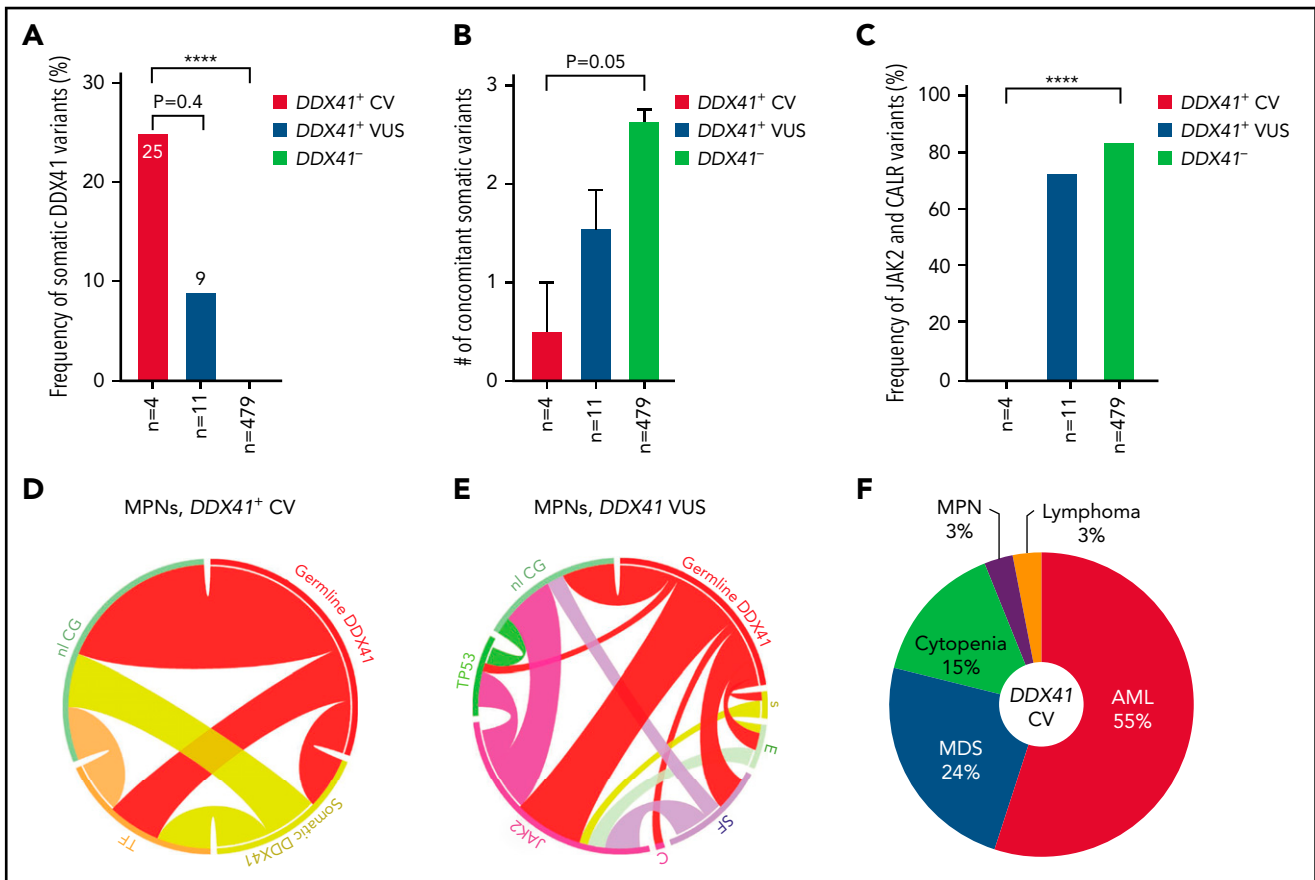 A
Frequency of somatic DDX41 variants (%)
30
20
10
0
****
P=0.4
25
9
n=4
n=11
n=479
DDX41+ CV
DDX41+ VUS
DDX41–
B
# of concomitant somatic variants
3
2
1
0
P=0.05
n=4
n=11
n=479
DDX41+ CV
DDX41+ VUS
DDX41–
C
Frequency of JAK2 and CALR variants (%)
100
80
60
40
20
0
****
n=4
n=11
n=479
DDX41+ CV
DDX41+ VUS
DDX41–
D
MPNs, DDX41+ CV
nl CG
Germline DDX41
TF
Somatic DDX41
E
MPNs, DDX41 VUS
nl CG
Germline DDX41
TP53
s
E
SF
C
JAK2
F
MPN
3%
Lymphoma
3%
Cytopenia
15%
DDX41
CV
AML
55%
MDS
24%